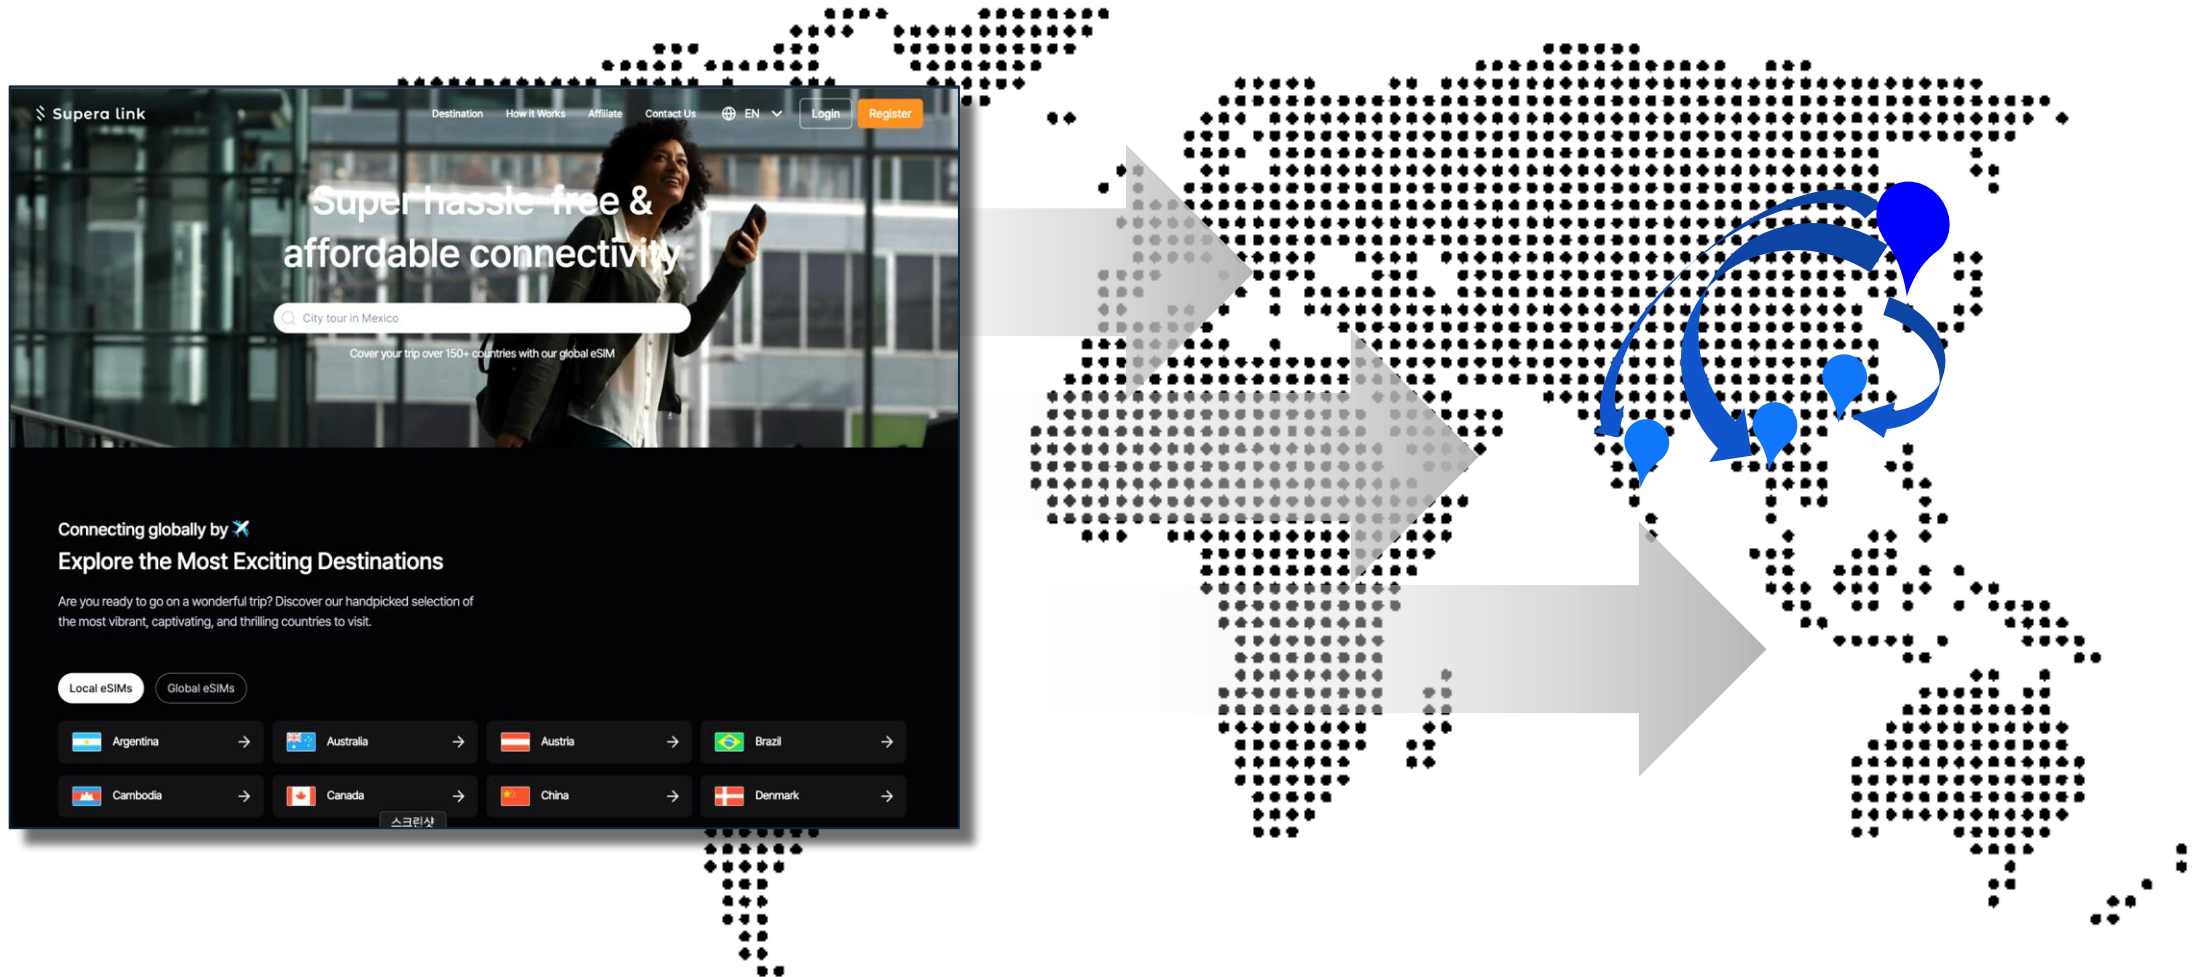 Supera link
Destination
How It Works
Affiliate
Contact Us
EN
Login
Register
Super hassle-free &
affordable connectivity
City tour in Mexico
Cover your trip over 150+ countries with our global eSIM
Connecting globally by
Explore the Most Exciting Destinations
Are you ready to go on a wonderful trip? Discover our handpicked selection of
the most vibrant, captivating, and thrilling countries to visit.
Local eSIMs
Global eSIMs
Argentina
Australia
Austria
Brazil
Cambodia
Canada
China
Denmark
스크린샷